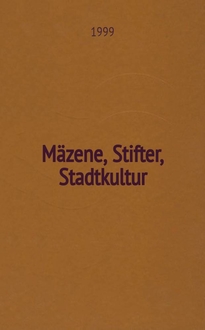 1999
Mäzene, Stifter,
Stadtkultur